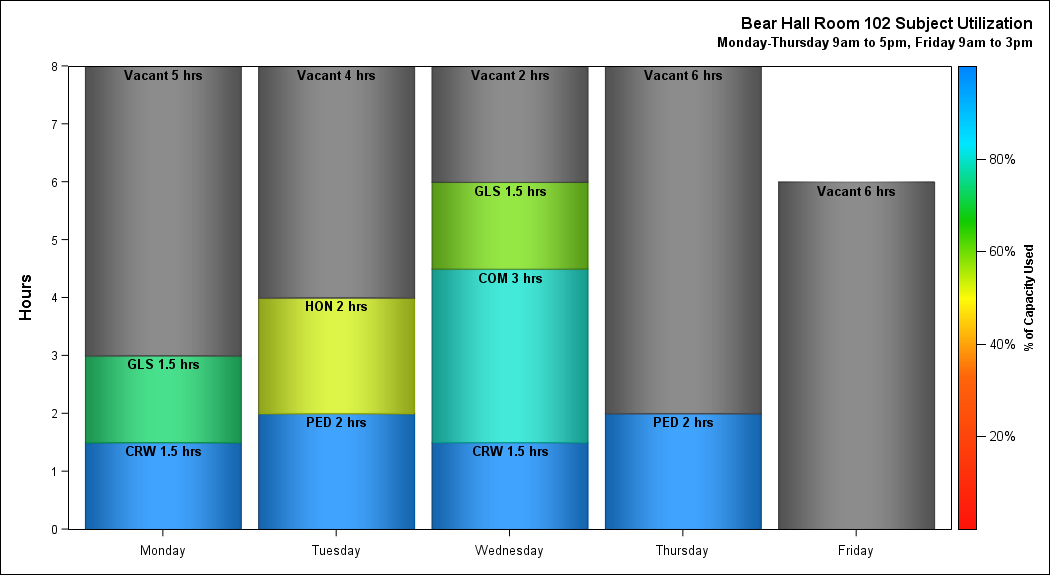 Bear Hall Room 102 Subject Utilization
Monday-Thursday 9am to 5pm, Friday 9am to 3pm
Hours
8
7
6
5
4
3
2
1
0
Vacant 5 hrs
GLS 1.5 hrs
CRW 1.5 hrs
Vacant 4 hrs
HON 2 hrs
PED 2 hrs
Vacant 2 hrs
GLS 1.5 hrs
COM 3 hrs
CRW 1.5 hrs
Vacant 6 hrs
PED 2 hrs
Vacant 6 hrs
Monday
Tuesday
Wednesday
Thursday
Friday
80%
60%
40%
20%
% of Capacity Used